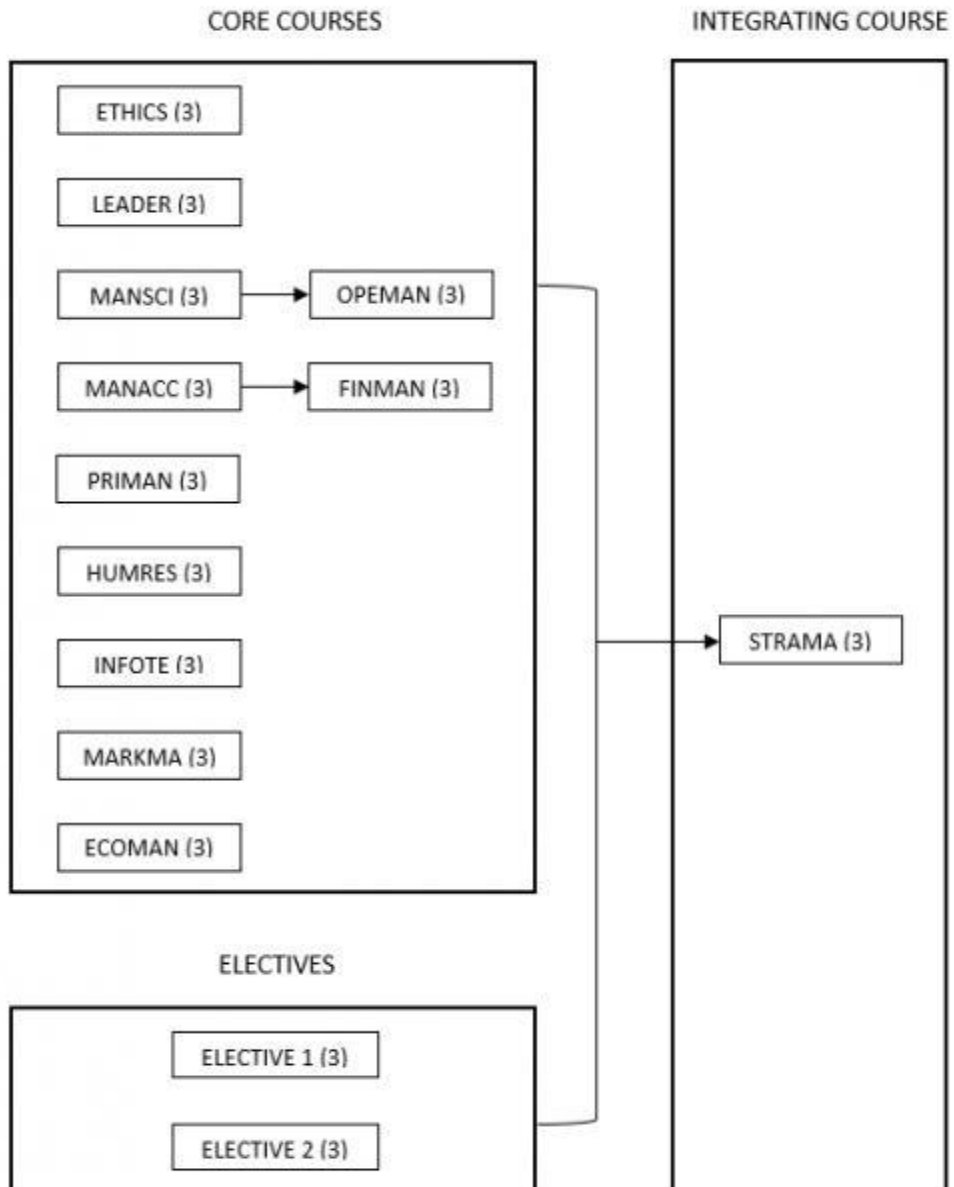 CORE COURSES
INTEGRATING COURSE
ETHICS (3)
LEADER (3)
MANSCI (3)
OPEMAN (3)
MANACC (3)
FINMAN (3)
PRIMAN (3)
HUMRES (3)
INFOTE (3)
STRAMA (3)
MARKMA (3)
ECOMAN (3)
ELECTIVES
ELECTIVE 1 (3)
ELECTIVE 2 (3)